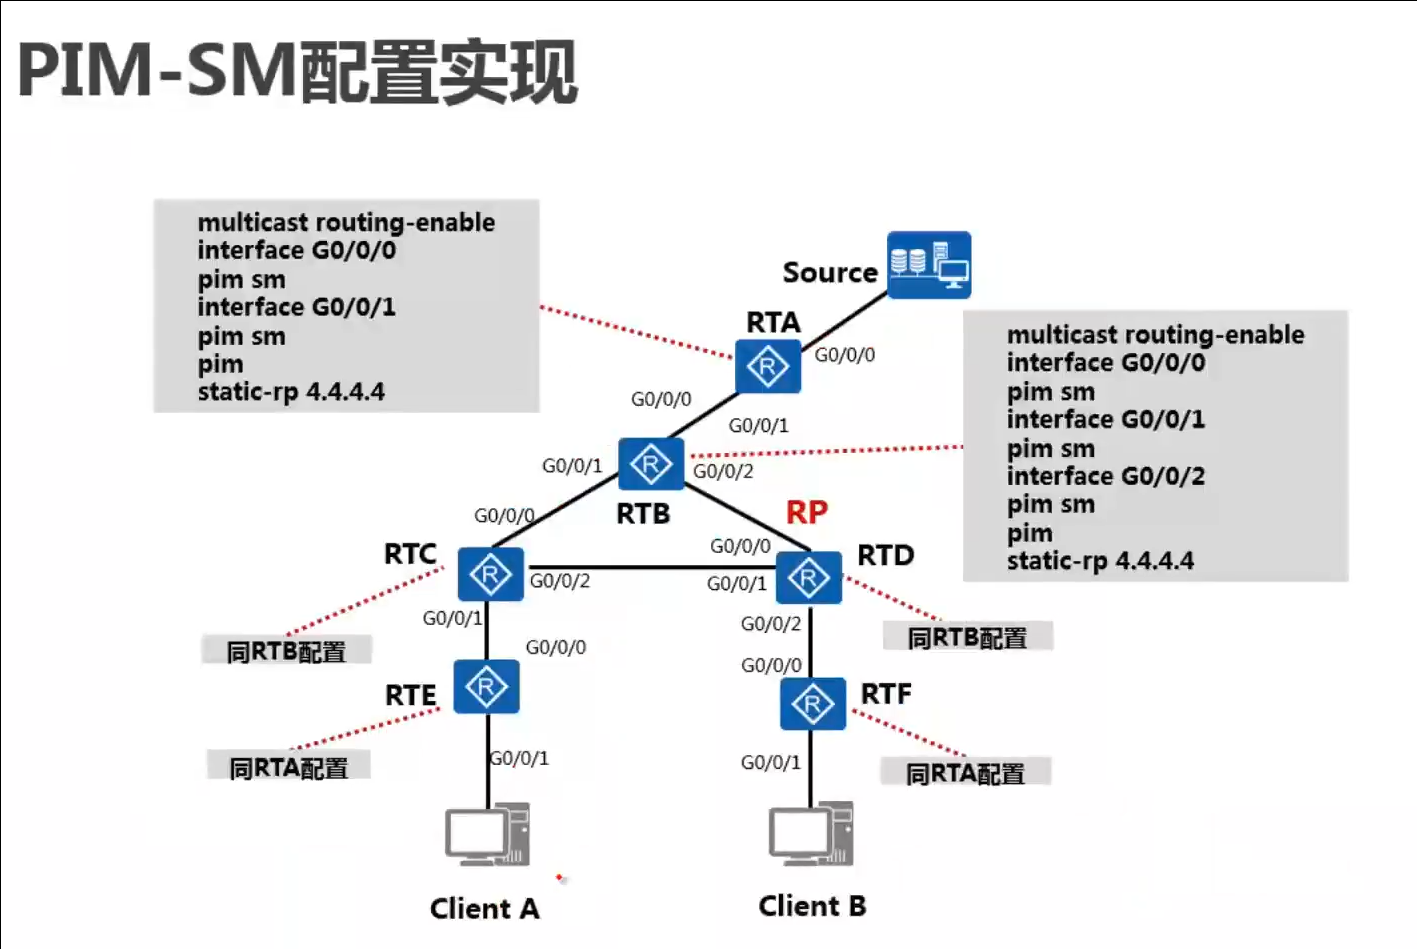 PIM-SM配置实现
multicast routing-enable
interface G0/0/0
pim sm
interface G0/0/1
pim sm
pim
static-rp 4.4.4.4
Source
RTA
G0/0/0
multicast routing-enable
interface G0/0/0
pim sm
interface G0/0/1
pim sm
interface G0/0/2
pim sm
pim
static-rp 4.4.4.4
G0/0/0
G0/0/1
G0/0/1
G0/0/2
RTB
RP
G0/0/0
RTC
G0/0/0
RTD
G0/0/2
G0/0/1
G0/0/1
G0/0/2
同RTB配置
同RTB配置
G0/0/0
G0/0/0
RTE
RTF
G0/0/1
G0/0/1
同RTA配置
同RTA配置
Client A
Client B